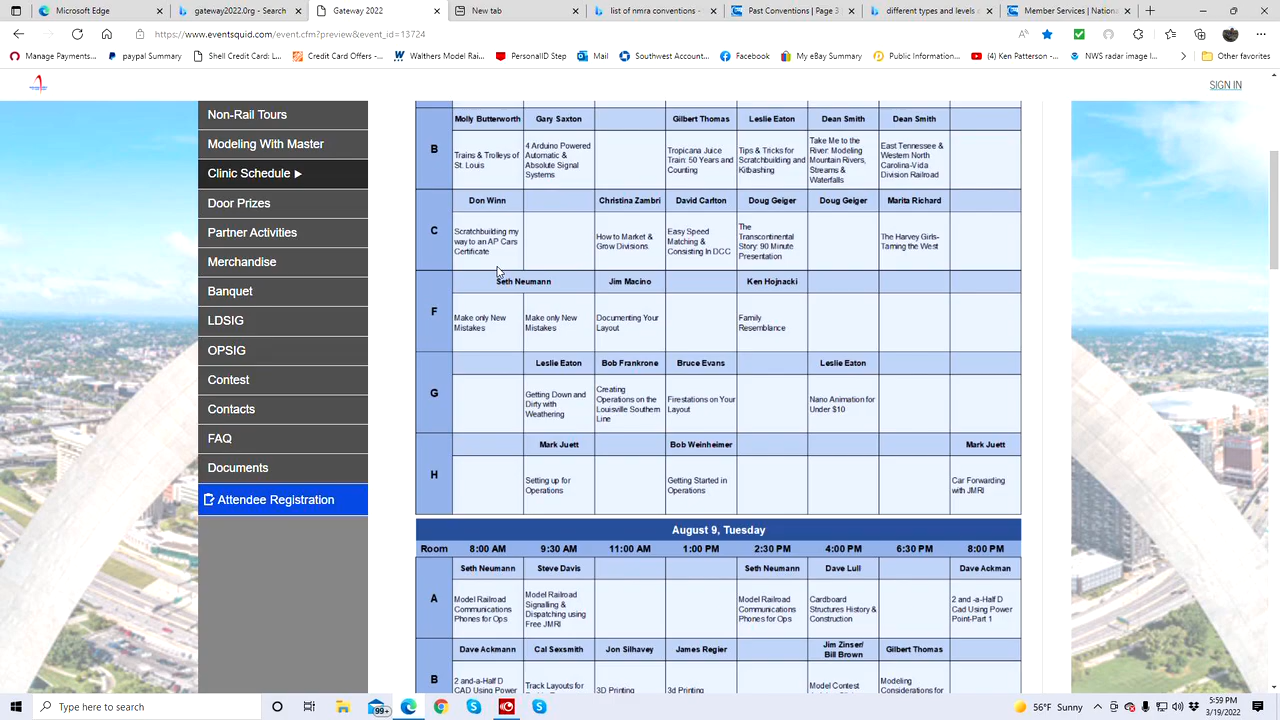 Microsoft Edge
gateway2022.0rg - Search
Gateway 2022
New tab
list of nmra conventions -
Past Conventions | Page 3
different types and levels
Member Services | Nationa
https://www.eventsquid.com/event.cfm?preview&event_id=13724
Manage Payments...
paypal Summary
Shell Credit Card: L...
Credit Card Offers -...
Walthers Model Rai...
PersonalID Step
Mail
Southwest Account...
Facebook
My eBay Summary
Public Information...
(4) Ken Patterson -...
NWS radar image l...
Other favorites
SIGN IN
Non-Rail Tours
Modeling With Master
Clinic Schedule ►
Door Prizes
Partner Activities
Merchandise
Banquet
LDSIG
OPSIG
Contest
Contacts
FAQ
Documents
Attendee Registration
Molly Butterworth
Gary Saxton
Gilbert Thomas
Leslie Eaton
Dean Smith
Dean Smith
B
Trains & Trolleys of
St. Louis
4 Arduino Powered
Automatic &
Absolute Signal
Systems
Tropicana Juice
Train: 50 Years and
Counting
Tips & Tricks for
Scratchbuilding and
Kitbashing
Take Me to the
River: Modeling
Mountain Rivers,
Streams &
Waterfalls
East Tennessee &
Western North
Carolina-Vida
Division Railroad
Don Winn
Christina Zambri
David Carlton
Doug Geiger
Doug Geiger
Marita Richard
C
Scratchbuilding my
way to an AP Cars
Certificate
How to Market &
Grow Divisions.
Easy Speed
Matching &
Consisting In DCC
The
Transcontinental
Story: 90 Minute
Presentation
The Harvey Girls-
Taming the West
Seth Neumann
Jim Macino
Ken Hojnacki
F
Make only New
Mistakes
Make only New
Mistakes
Documenting Your
Layout
Family
Resemblance
Leslie Eaton
Bob Frankrone
Bruce Evans
Leslie Eaton
G
Getting Down and
Dirty with
Weathering
Creating
Operations on the
Louisville Southern
Line
Firestations on Your
Layout
Nano Animation for
Under $10
Mark Juett
Bob Weinheimer
Mark Juett
H
Setting up for
Operations
Getting Started in
Operations
Car Forwarding
with JMRI
August 9, Tuesday
Room 8:00 AM 9:30 AM 11:00 AM 1:00 PM 2:30 PM 4:00 PM 6:30 PM 8:00 PM
Seth Neumann
Steve Davis
Seth Neumann
Dave Lull
Dave Ackman
A
Model Railroad
Communications
Phones for Ops
Model Railroad
Signalling &
Dispatching using
Free JMRI
Model Railroad
Communications
Phones for Ops
Cardboard
Structures History &
Construction
2 and -a-Half D
Cad Using Power
Point-Part 1
Dave Ackmann
Cal Sexsmith
Jon Silhavey
James Regier
Jim Zinser/
Bill Brown
Gilbert Thomas
B
2 and-a-Half D
CAD Using Power
Track Layouts for
3D Printing
3d Printing
Model Contest
Modeling
Considerations for
Type here to search
99+
56°F Sunny
5:59 PM
3/19/2022